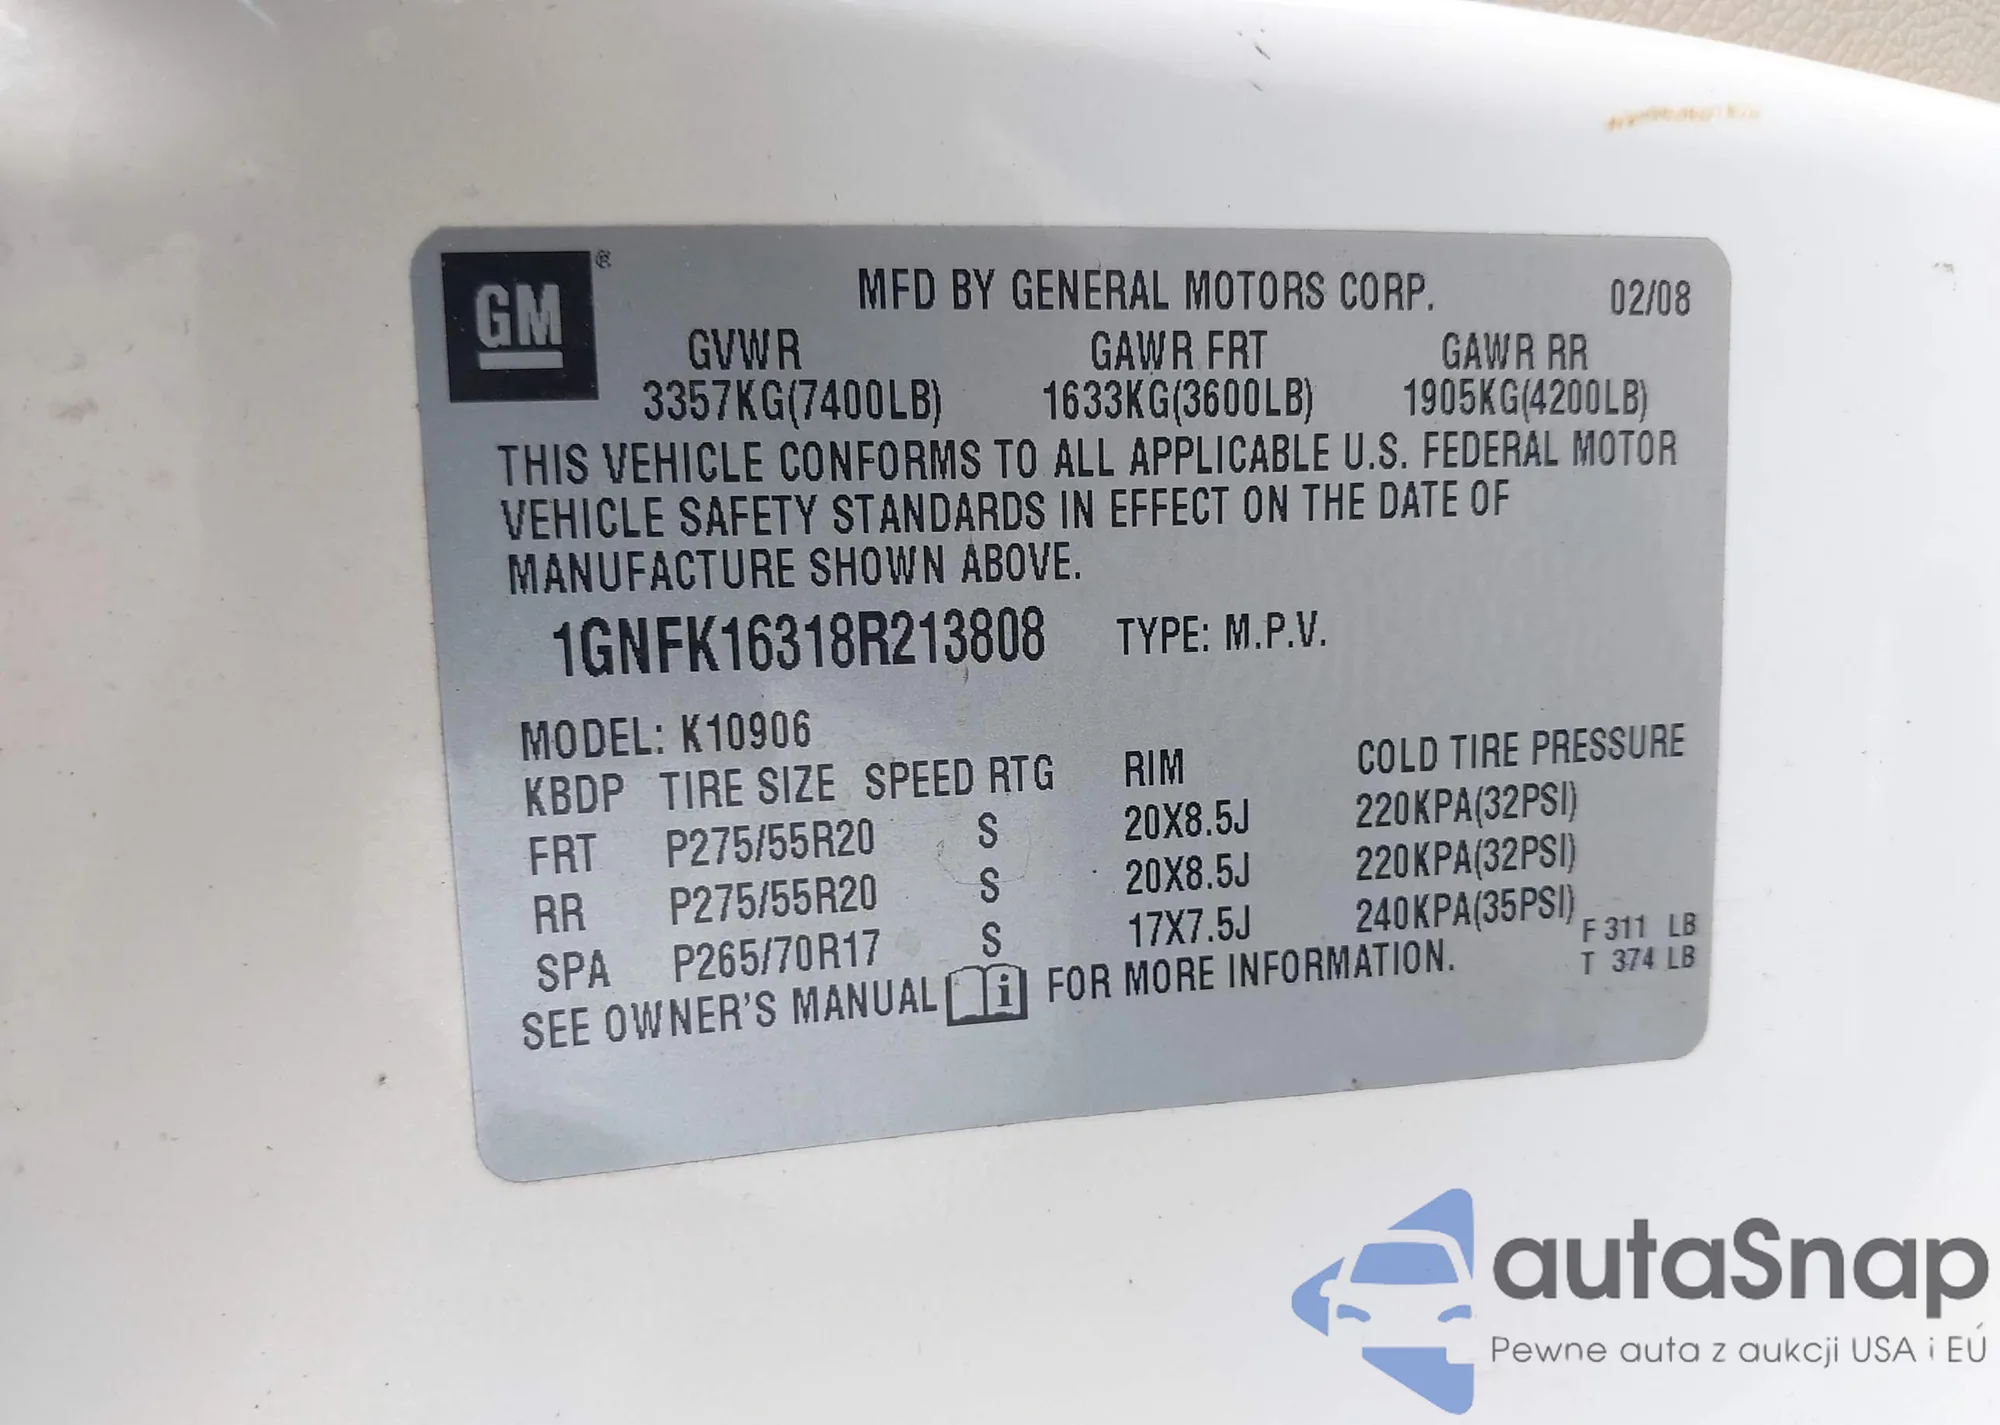 GM ®
MFD BY GENERAL MOTORS CORP. 02/08
GVWR GAWR FRT GAWR RR
3357KG(7400LB) 1633KG(3600LB) 1905KG(4200LB)
THIS VEHICLE CONFORMS TO ALL APPLICABLE U.S. FEDERAL MOTOR
VEHICLE SAFETY STANDARDS IN EFFECT ON THE DATE OF
MANUFACTURE SHOWN ABOVE.
1GNFK16318R213808 TYPE: M.P.V.
MODEL: K10906
KBDP TIRE SIZE SPEED RTG RIM COLD TIRE PRESSURE
FRT P275/55R20 S 20X8.5J 220KPA(32PSI)
RR P275/55R20 S 20X8.5J 220KPA(32PSI)
SPA P265/70R17 S 17X7.5J 240KPA(35PSI)
F 311 LB
T 374 LB
SEE OWNER'S MANUAL i FOR MORE INFORMATION.
autaSnap
Pewne auta z aukcji USA i EÚ